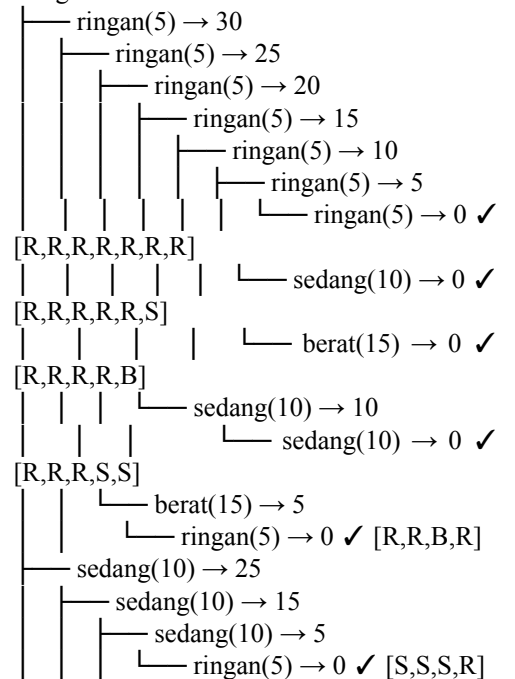 ├── ringan(5) → 30
│ ├── ringan(5) → 25
│ │ ├── ringan(5) → 20
│ │ │ ├── ringan(5) → 15
│ │ │ │ ├── ringan(5) → 10
│ │ │ │ │ ├── ringan(5) → 5
│ │ │ │ │ │ └── ringan(5) → 0 ✓
[R,R,R,R,R,R,R]
│ │ │ │ │ └── sedang(10) → 0 ✓
[R,R,R,R,R,S]
│ │ │ │ └── berat(15) → 0 ✓
[R,R,R,R,B]
│ │ │ └── sedang(10) → 10
│ │ │ └── sedang(10) → 0 ✓
[R,R,R,S,S]
│ │ └── berat(15) → 5
│ │ └── ringan(5) → 0 ✓ [R,R,B,R]
├── sedang(10) → 25
│ ├── sedang(10) → 15
│ │ ├── sedang(10) → 5
│ │ │ └── ringan(5) → 0 ✓ [S,S,S,R]